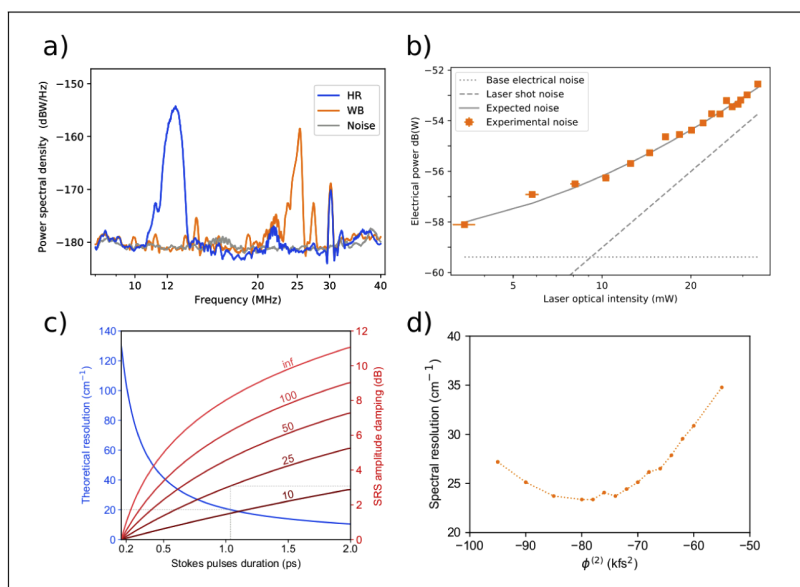 a)
Power spectral density (dBW/Hz)
−150
−160
−170
−180
HR
WB
Noise
10
12
20
25
30
40
Frequency (MHz)
b)
Electrical power dB(W)
−52
−54
−56
−58
−60
Base electrical noise
Laser shot noise
Expected noise
Experimental noise
5
10
20
Laser optical intensity (mW)
c)
Theoretical resolution (cm⁻¹)
140
120
100
80
60
40
20
0
inf
100
50
25
10
12
10
8
6
4
2
0
SRS amplitude damping (dB)
0.2
0.5
1.0
1.5
2.0
Stokes pulses duration (ps)
d)
Spectral resolution (cm⁻¹)
40
35
30
25
20
−100
−90
−80
−70
−60
−50
ϕ⁽²⁾ (kfs²)